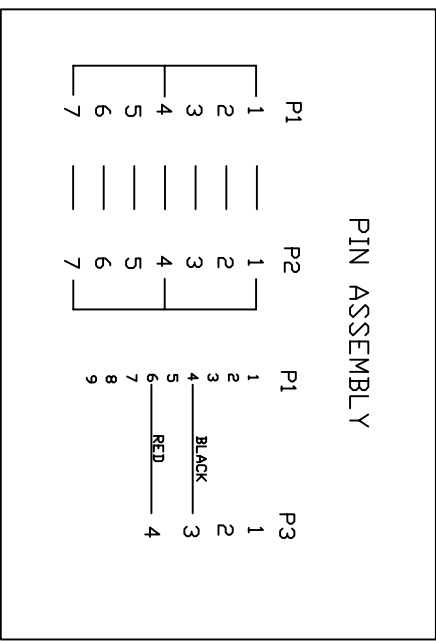 PIN ASSEMBLY
P1 P2 P1 P3
1 1 1 1
2 2 2 2
3
3 3 4 BLACK 3
4 4 5
6 RED 4
5 5 7
6 6 8
9
7 7